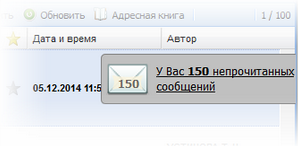 Обновить Адресная книга 1 / 100
Дата и время Автор
150 У Вас 150 непрочитанных
05.12.2014 11:5 сообщений